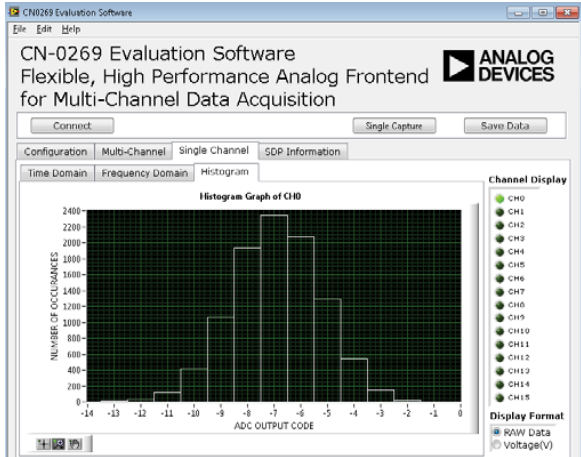 CN0269 Evaluation Software
File Edit Help
CN-0269 Evaluation Software
Flexible, High Performance Analog Frontend
for Multi-Channel Data Acquisition
ANALOG
DEVICES
Connect
Single Capture
Save Data
Configuration Multi-Channel Single Channel SDP Information
Time Domain Frequency Domain Histogram
Histogram Graph of CH0
NUMBER OF OCCURANCES
2400
2200
2000
1800
1600
1400
1200
1000
800
600
400
200
0
-14 -13 -12 -11 -10 -9 -8 -7 -6 -5 -4 -3 -2 -1 0
ADC OUTPUT CODE
Channel Display
CH0
CH1
CH2
CH3
CH4
CH5
CH6
CH7
CH8
CH9
CH10
CH11
CH12
CH13
CH14
CH15
Display Format
RAW Data
Voltage(V)